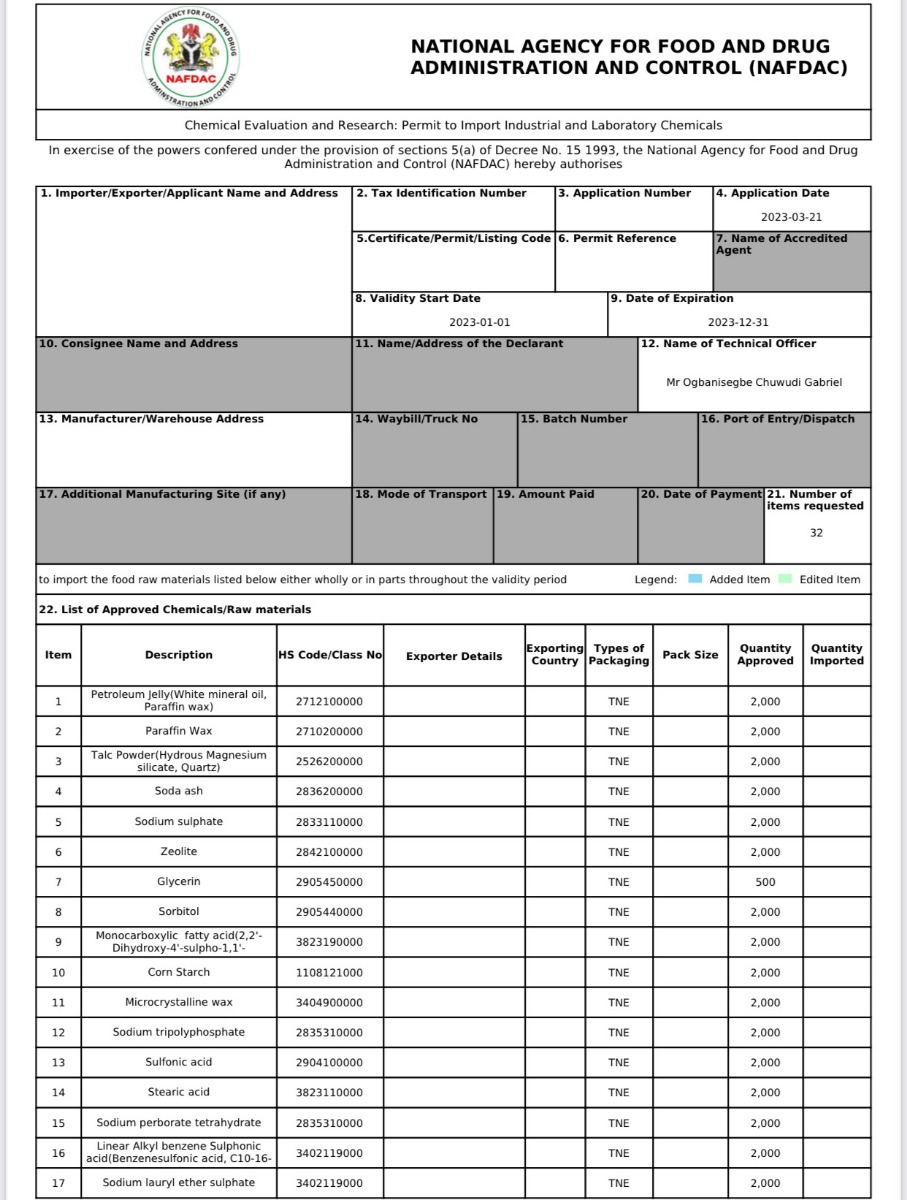 NATIONAL AGENCY FOR FOOD AND DRUG
ADMINSTRATION AND CONTROL
NAFDAC
NATIONAL AGENCY FOR FOOD AND DRUG
ADMINISTRATION AND CONTROL (NAFDAC)
Chemical Evaluation and Research: Permit to Import Industrial and Laboratory Chemicals
In exercise of the powers confered under the provision of sections 5(a) of Decree No. 15 1993, the National Agency for Food and Drug
Administration and Control (NAFDAC) hereby authorises
1. Importer/Exporter/Applicant Name and Address
2. Tax Identification Number
3. Application Number
4. Application Date
2023-03-21
5.Certificate/Permit/Listing Code
6. Permit Reference
7. Name of Accredited
Agent
8. Validity Start Date
2023-01-01
9. Date of Expiration
2023-12-31
10. Consignee Name and Address
11. Name/Address of the Declarant
12. Name of Technical Officer
Mr Ogbanisegbe Chuwudi Gabriel
13. Manufacturer/Warehouse Address
14. Waybill/Truck No
15. Batch Number
16. Port of Entry/Dispatch
17. Additional Manufacturing Site (if any)
18. Mode of Transport
19. Amount Paid
20. Date of Payment
21. Number of
items requested
32
to import the food raw materials listed below either wholly or in parts throughout the validity period
Legend: Added Item Edited Item
22. List of Approved Chemicals/Raw materials
Item Description HS Code/Class No Exporter Details Exporting Country Types of Packaging Pack Size Quantity Approved Quantity Imported
1 Petroleum Jelly(White mineral oil,
Paraffin wax) 2712100000 TNE 2,000
2 Paraffin Wax 2710200000 TNE 2,000
3 Talc Powder(Hydrous Magnesium
silicate, Quartz) 2526200000 TNE 2,000
4 Soda ash 2836200000 TNE 2,000
5 Sodium sulphate 2833110000 TNE 2,000
6 Zeolite 2842100000 TNE 2,000
7 Glycerin 2905450000 TNE 500
8 Sorbitol 2905440000 TNE 2,000
9 Monocarboxylic fatty acid(2,2'-
Dihydroxy-4'-sulpho-1,1'- 3823190000 TNE 2,000
10 Corn Starch 1108121000 TNE 2,000
11 Microcrystalline wax 3404900000 TNE 2,000
12 Sodium tripolyphosphate 2835310000 TNE 2,000
13 Sulfonic acid 2904100000 TNE 2,000
14 Stearic acid 3823110000 TNE 2,000
15 Sodium perborate tetrahydrate 2835310000 TNE 2,000
16 Linear Alkyl benzene Sulphonic
acid(Benzenesulfonic acid, C10-16- 3402119000 TNE 2,000
17 Sodium lauryl ether sulphate 3402119000 TNE 2,000